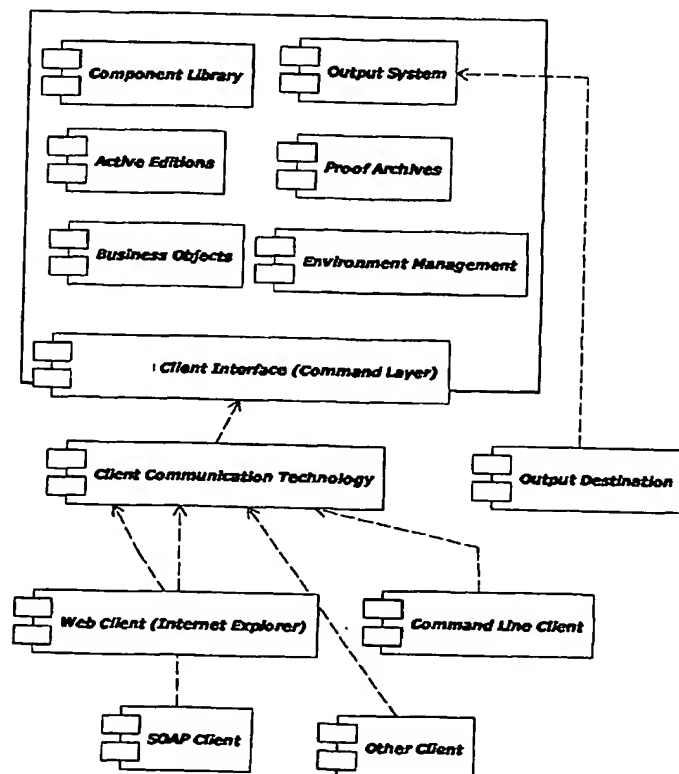 Component Library
Output System
Active Editions
Proof Archives
Business Objects
Environment Management
Client Interface (Command Layer)
Client Communication Technology
Output Destination
Web Client (Internet Explorer)
Command Line Client
SOAP Client
Other Client